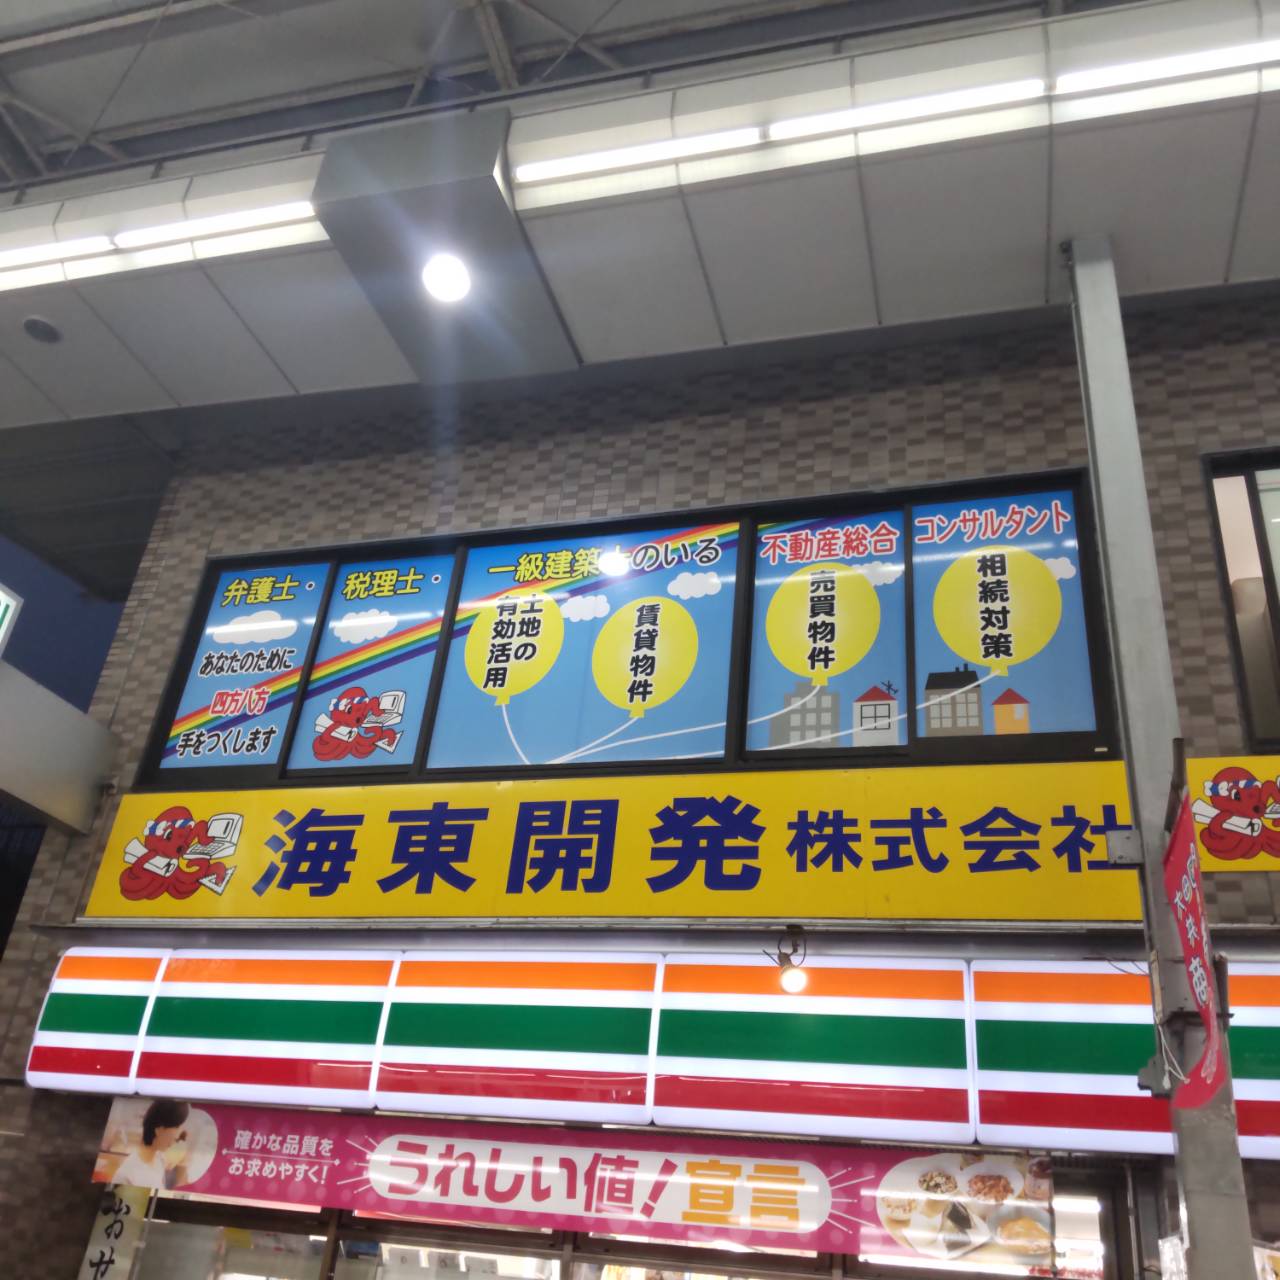 弁護士・税理士・一級建築士のいる不動産総合コンサルタント
あなたのために
四方八方
手をつくします
土地の
有効活用
賃貸物件
売買物件
相続対策
海東開発株式会社
確かな品質を
お求めやすく!
うれしい値!宣言
おせ